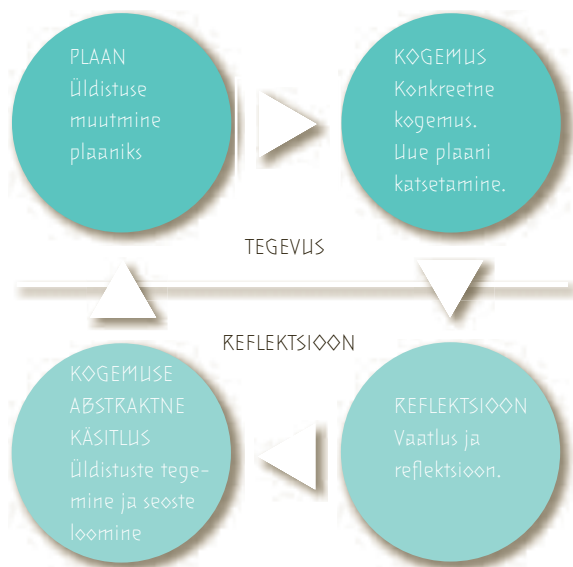 PLAAN
Üldistuse
muutmine
plaaniks
KOGEMUS
Konkreetne
kogemus.
Uue plaani
katsetamine.
TEGEVUS
REFLEKTSIOON
KOGEMUSE
ABSTRAKTNE
KÄSITLUS
Üldistuste tege-
mine ja seoste
loomine
REFLEKTSIOON
Vaatlus ja
reflektsioon.